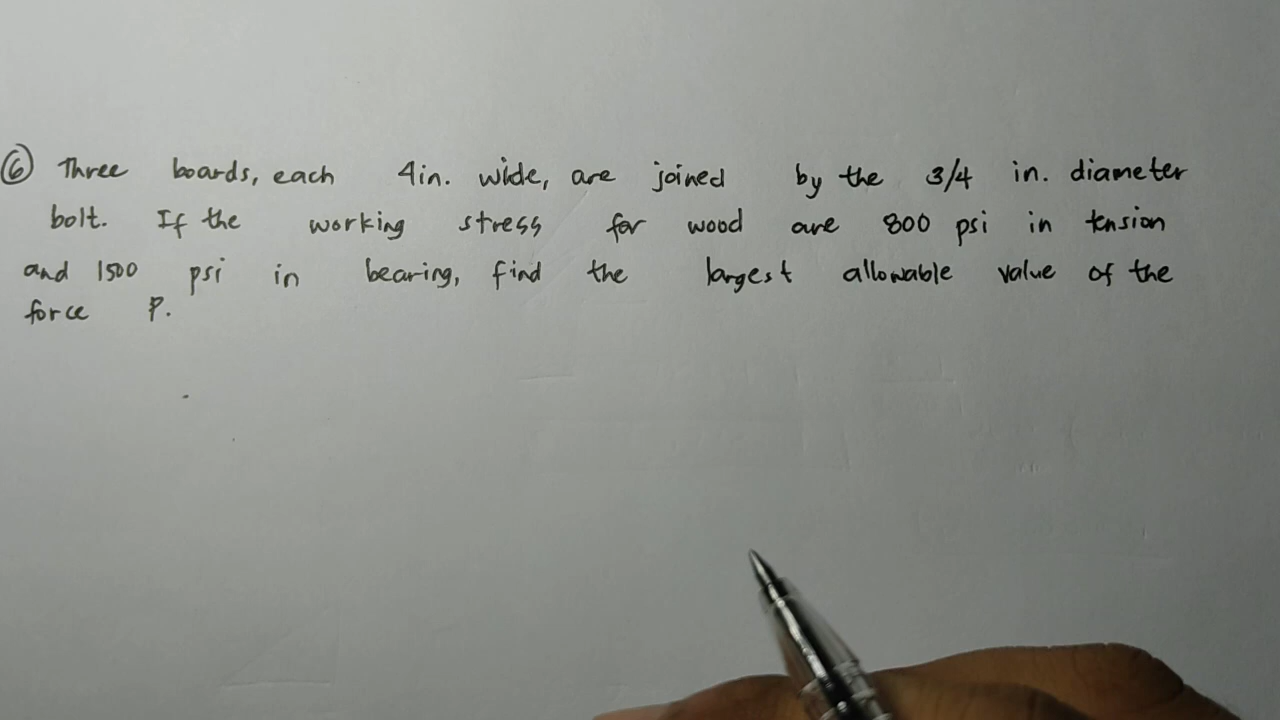 ⑥ Three boards, each 4in. wide, are joined by the 3/4 in. diameter
bolt. If the working stress for wood are 800 psi in tension
and 1500 psi in bearing, find the largest allowable value of the
force P.